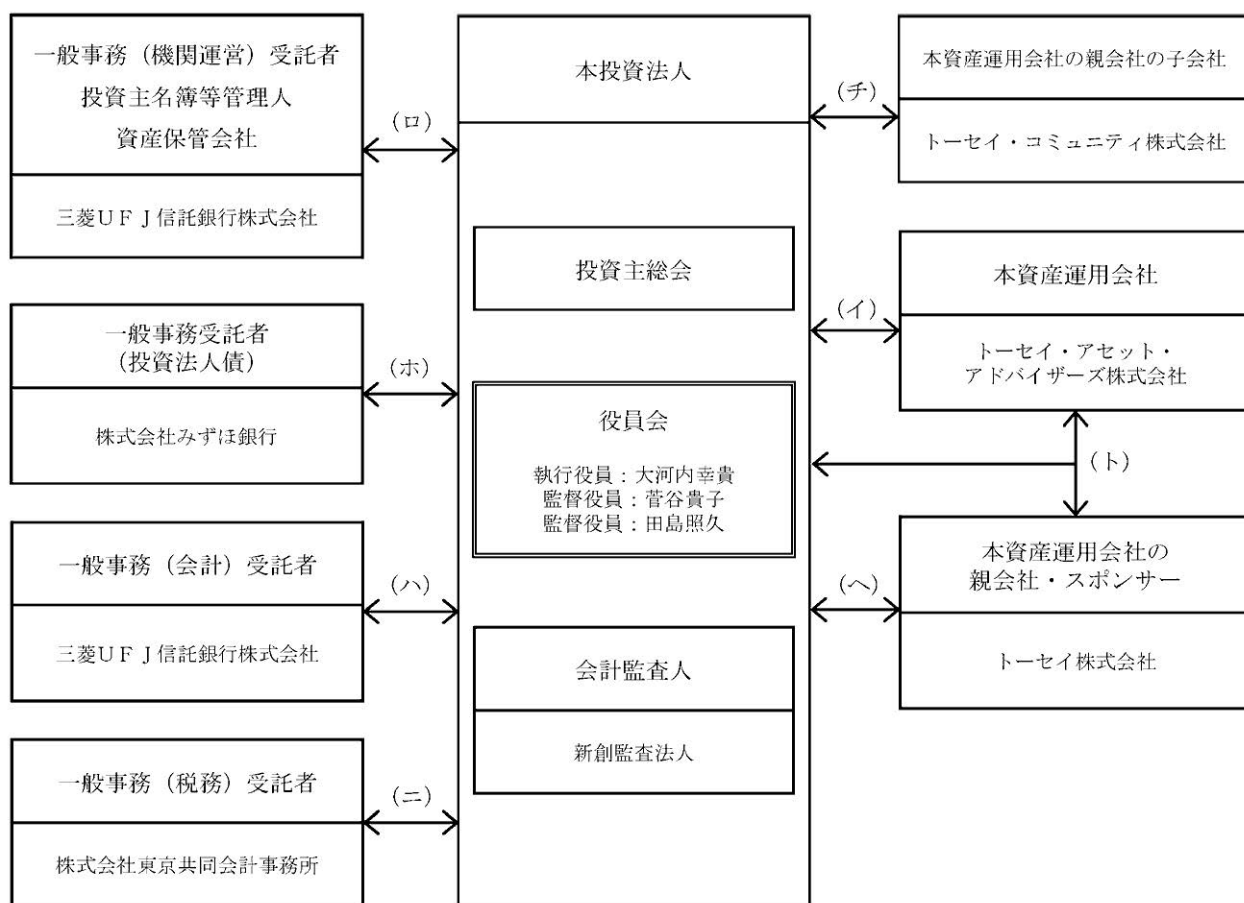 一般事務（機関運営）受託者
投資主名簿等管理人
資産保管会社
三菱ＵＦＪ信託銀行株式会社
(ロ)
一般事務受託者
(投資法人債)
株式会社みずほ銀行
(ホ)
一般事務（会計）受託者
三菱ＵＦＪ信託銀行株式会社
(ハ)
一般事務（税務）受託者
株式会社東京共同会計事務所
(ニ)
本投資法人
投資主総会
役員会
執行役員：大河内幸貴
監督役員：菅谷貴子
監督役員：田島照久
会計監査人
新創監査法人
(チ)
本資産運用会社の親会社の子会社
トーセイ・コミュニティ株式会社
(イ)
本資産運用会社
トーセイ・アセット・
アドバイザーズ株式会社
(ト)
(ヘ)
本資産運用会社の
親会社・スポンサー
トーセイ株式会社